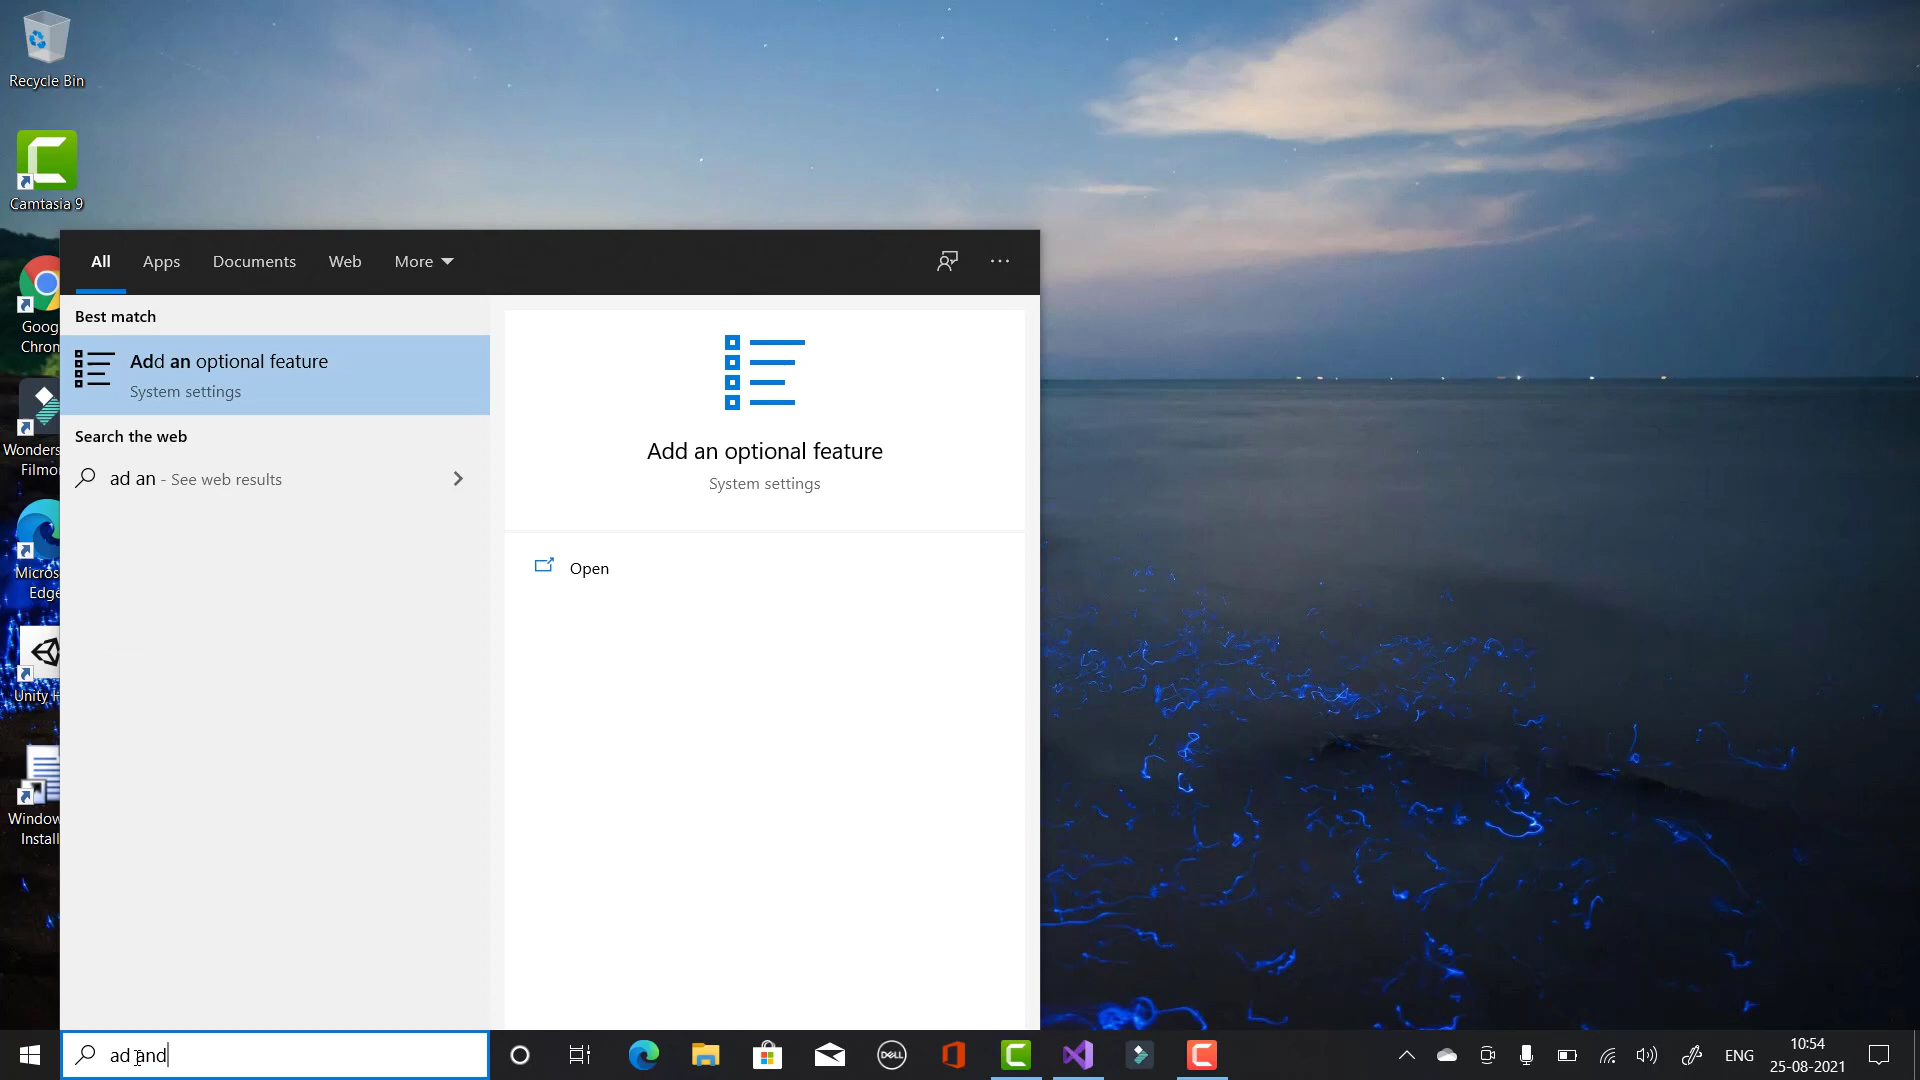 Recycle Bin
Camtasia 9
Goog
Chrom
Wonders
Filmo
Micros
Edge
Unity H
Window
Install
All
Apps
Documents
Web
More
Best match
Add an optional feature
System settings
Search the web
ad an - See web results
Add an optional feature
System settings
Open
ad and
DELL
ENG
10:54
25-08-2021